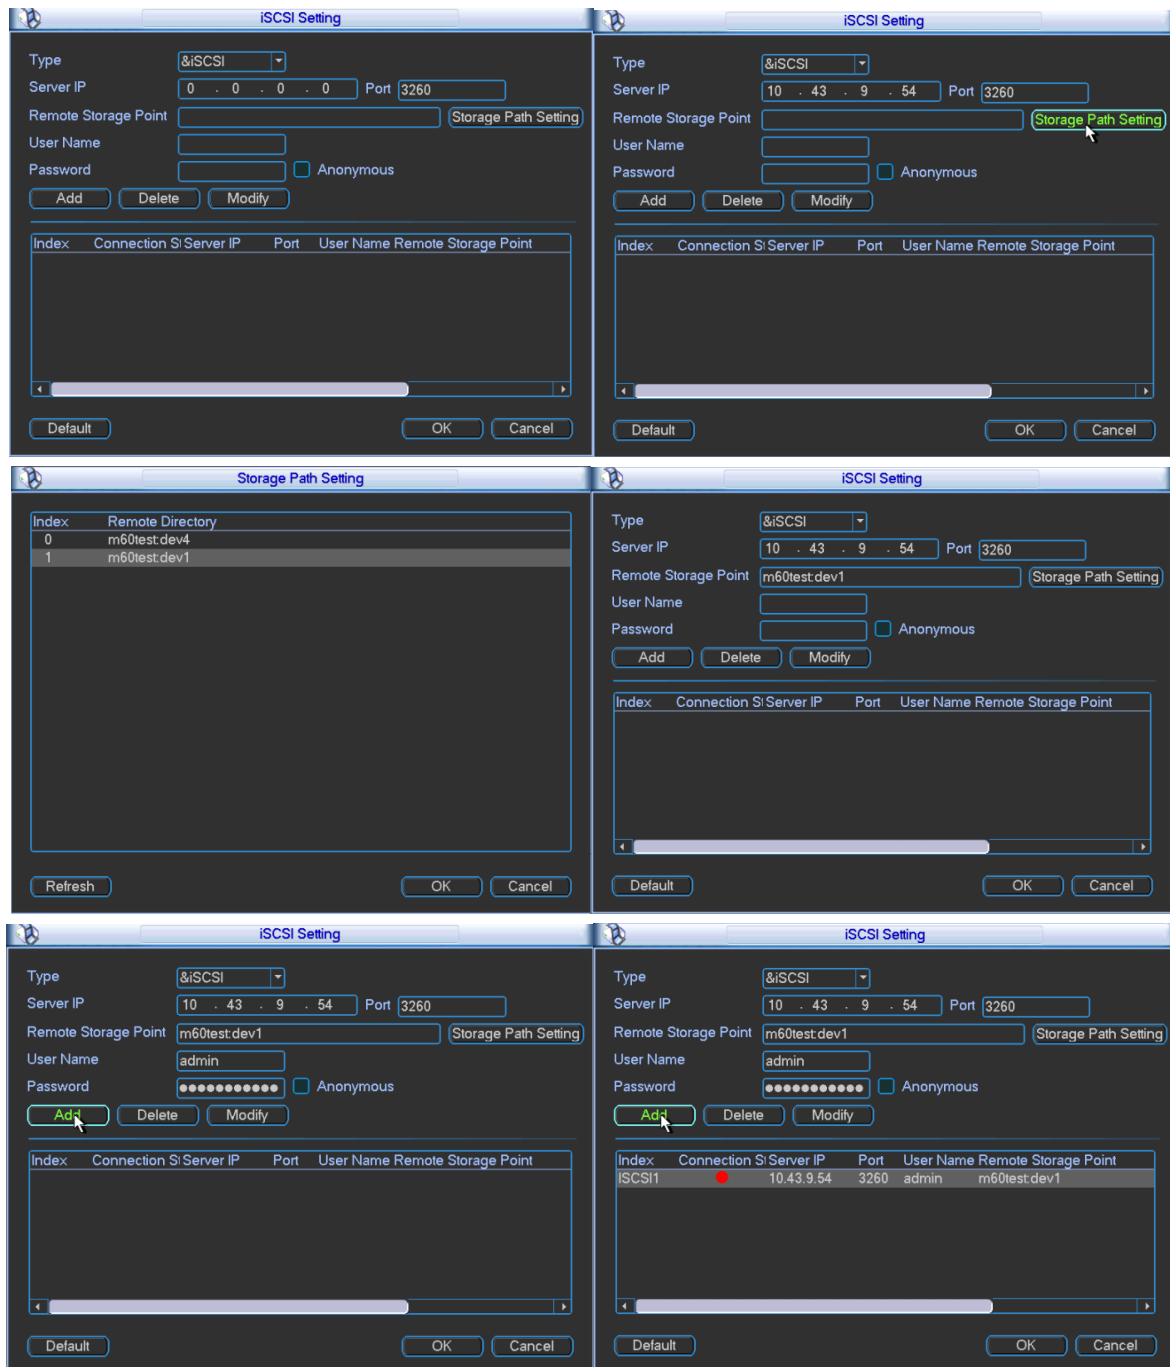 iSCSI Setting
Type &iSCSI
Server IP 0 . 0 . 0 . 0 Port 3260
Remote Storage Point Storage Path Setting
User Name
Password Anonymous
Add Delete Modify
Index Connection St Server IP Port User Name Remote Storage Point
Default OK Cancel
iSCSI Setting
Type &iSCSI
Server IP 10 . 43 . 9 . 54 Port 3260
Remote Storage Point Storage Path Setting
User Name
Password Anonymous
Add Delete Modify
Index Connection St Server IP Port User Name Remote Storage Point
Default OK Cancel
Storage Path Setting
Index Remote Directory
0 m60test:dev4
1 m60test:dev1
Refresh OK Cancel
iSCSI Setting
Type &iSCSI
Server IP 10 . 43 . 9 . 54 Port 3260
Remote Storage Point m60test:dev1 Storage Path Setting
User Name
Password Anonymous
Add Delete Modify
Index Connection St Server IP Port User Name Remote Storage Point
Default OK Cancel
iSCSI Setting
Type &iSCSI
Server IP 10 . 43 . 9 . 54 Port 3260
Remote Storage Point m60test:dev1 Storage Path Setting
User Name admin
Password ●●●●●●●●●●● Anonymous
Add Delete Modify
Index Connection St Server IP Port User Name Remote Storage Point
Default OK Cancel
iSCSI Setting
Type &iSCSI
Server IP 10 . 43 . 9 . 54 Port 3260
Remote Storage Point m60test:dev1 Storage Path Setting
User Name admin
Password ●●●●●●●●●●● Anonymous
Add Delete Modify
Index Connection St Server IP Port User Name Remote Storage Point
ISCSI1 10.43.9.54 3260 admin m60test:dev1
Default OK Cancel